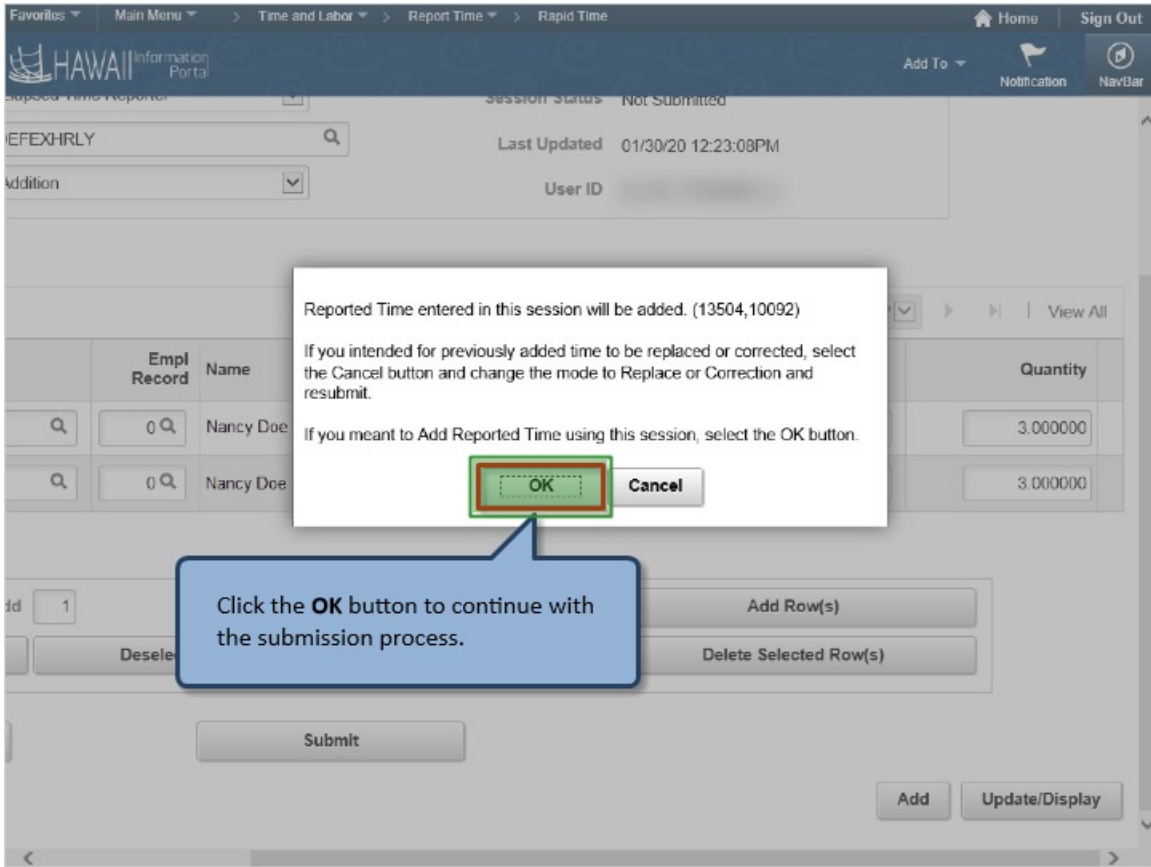 Favorites Main Menu > Time and Labor > Report Time > Rapid Time Home Sign Out
HAWAII Information Portal Add To Notification NavBar
Elapsed Time Reporter Session Status Not Submitted
EFEXHRLY Last Updated 01/30/20 12:23:08PM
Addition User ID
View All
Empl Record Name Quantity
0 Nancy Doe 3.000000
0 Nancy Doe 3.000000
Reported Time entered in this session will be added. (13504,10092)
If you intended for previously added time to be replaced or corrected, select
the Cancel button and change the mode to Replace or Correction and
resubmit.
If you meant to Add Reported Time using this session, select the OK button.
OK Cancel
Click the OK button to continue with
the submission process.
dd 1 Add Row(s)
Desele Delete Selected Row(s)
Submit
Add Update/Display